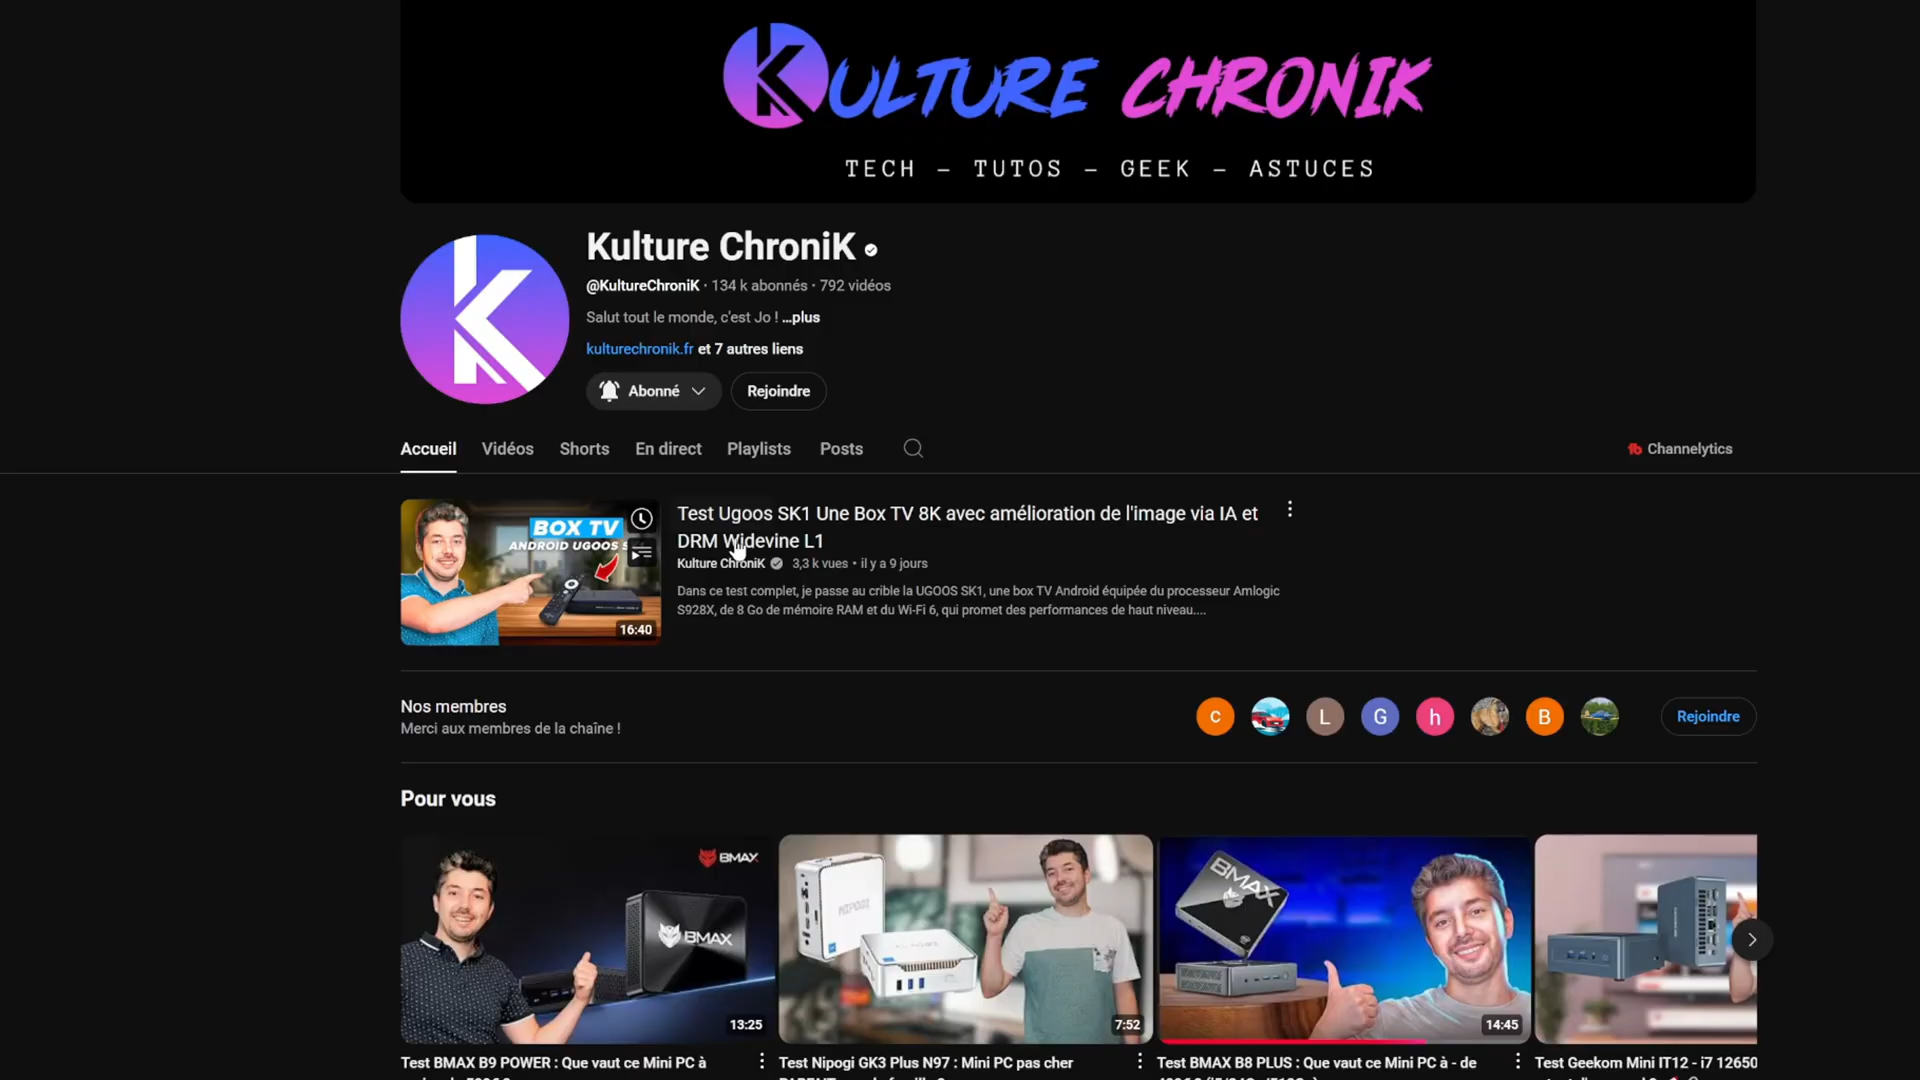 KULTURE CHRONIK
TECH – TUTOS – GEEK – ASTUCES
Kulture ChroniK
@KultureChroniK · 134 k abonnés · 792 vidéos
Salut tout le monde, c'est Jo ! ...plus
kulturechronik.fr et 7 autres liens
Abonné
Rejoindre
Accueil
Vidéos
Shorts
En direct
Playlists
Posts
Channelytics
BOX TV
ANDROID UGOOS S
16:40
Test Ugoos SK1 Une Box TV 8K avec amélioration de l'image via IA et
DRM Widevine L1
Kulture ChroniK 3,3 k vues • il y a 9 jours
Dans ce test complet, je passe au crible la UGOOS SK1, une box TV Android équipée du processeur Amlogic
S928X, de 8 Go de mémoire RAM et du Wi-Fi 6, qui promet des performances de haut niveau....
Nos membres
Merci aux membres de la chaîne !
C
L
G
h
B
Rejoindre
Pour vous
BMAX
BMAX
13:25
NIPOGI
7:52
BMAX
14:45
Test BMAX B9 POWER : Que vaut ce Mini PC à
Test Nipogi GK3 Plus N97 : Mini PC pas cher
Test BMAX B8 PLUS : Que vaut ce Mini PC à - de
Test Geekom Mini IT12 - i7 12650